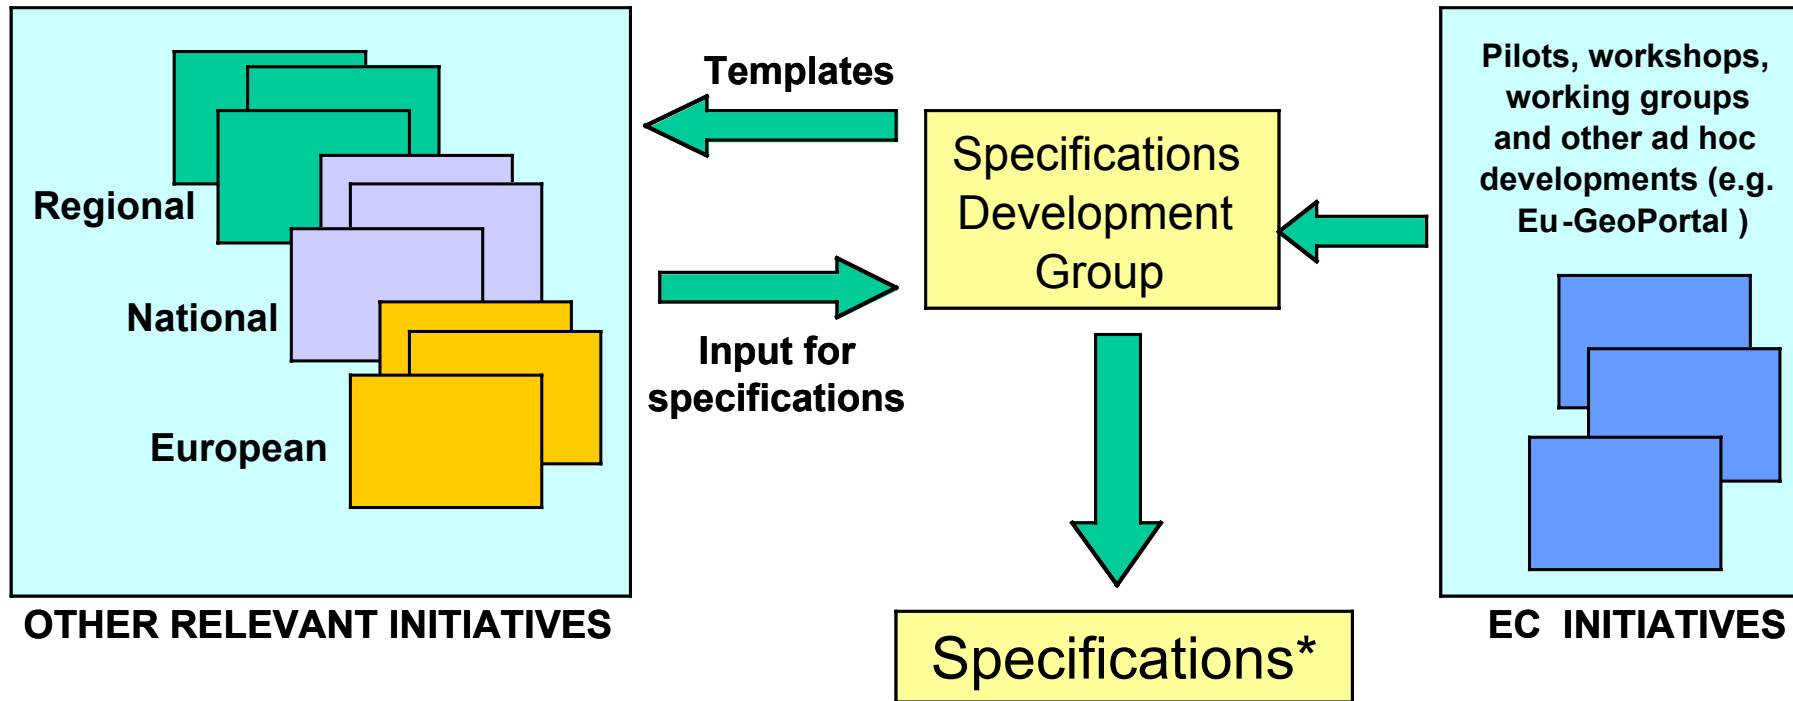 Regional
National
European
OTHER RELEVANT INITIATIVES
Templates
Input for
specifications
Specifications
Development
Group
Specifications*
Pilots, workshops,
working groups
and other ad hoc
developments (e.g.
Eu-GeoPortal )
EC INITIATIVES